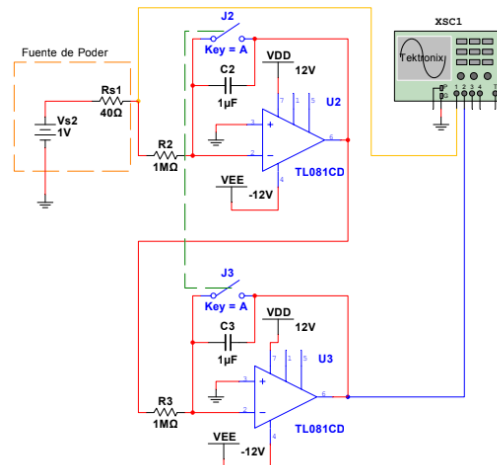 XSC1
Tektronix
P
G
1 2 3 4
T
Fuente de Poder
Rs1
40Ω
Vs2
1V
R2
1MΩ
J2
Key = A
C2
1µF
VDD
12V
U2
7 1 5
3
2
6
4
TL081CD
VEE
-12V
J3
Key = A
C3
1µF
VDD
12V
U3
7 1 5
3
2
6
4
TL081CD
R3
1MΩ
VEE
-12V